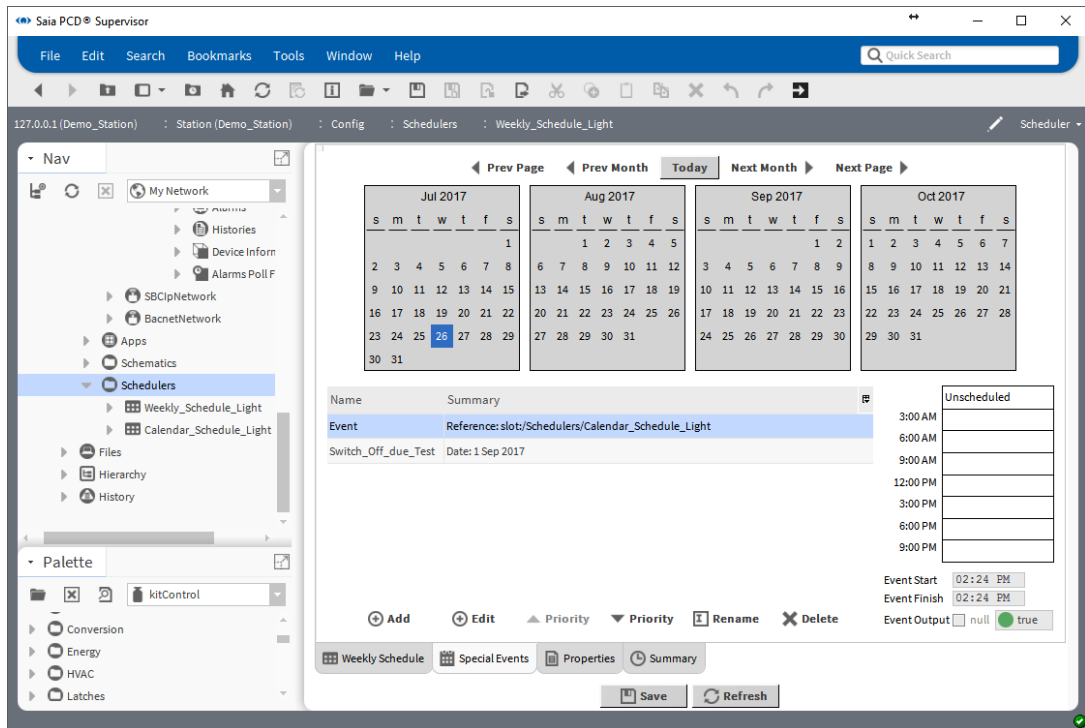 Saia PCD® Supervisor
File Edit Search Bookmarks Tools Window Help
Quick Search
127.0.0.1 (Demo_Station) : Station (Demo_Station) : Config : Schedulers : Weekly_Schedule_Light
Scheduler
Nav
My Network
Alarms
Histories
Device Inform
Alarms Poll F
SBCIpNetwork
BacnetNetwork
Apps
Schematics
Schedulers
Weekly_Schedule_Light
Calendar_Schedule_Light
Files
Hierarchy
History
Palette
kitControl
Conversion
Energy
HVAC
Latches
Prev Page Prev Month Today Next Month Next Page
Jul 2017
s m t w t f s
1
2 3 4 5 6 7 8
9 10 11 12 13 14 15
16 17 18 19 20 21 22
23 24 25 26 27 28 29
30 31
Aug 2017
s m t w t f s
1 2 3 4 5
6 7 8 9 10 11 12
13 14 15 16 17 18 19
20 21 22 23 24 25 26
27 28 29 30 31
Sep 2017
s m t w t f s
1 2
3 4 5 6 7 8 9
10 11 12 13 14 15 16
17 18 19 20 21 22 23
24 25 26 27 28 29 30
Oct 2017
s m t w t f s
1 2 3 4 5 6 7
8 9 10 11 12 13 14
15 16 17 18 19 20 21
22 23 24 25 26 27 28
29 30 31
Name Summary
Event Reference: slot:/Schedulers/Calendar_Schedule_Light
Switch_Off_due_Test Date: 1 Sep 2017
Unscheduled
3:00 AM
6:00 AM
9:00 AM
12:00 PM
3:00 PM
6:00 PM
9:00 PM
Event Start 02:24 PM
Event Finish 02:24 PM
Event Output null true
Add Edit Priority Priority Rename Delete
Weekly Schedule Special Events Properties Summary
Save Refresh